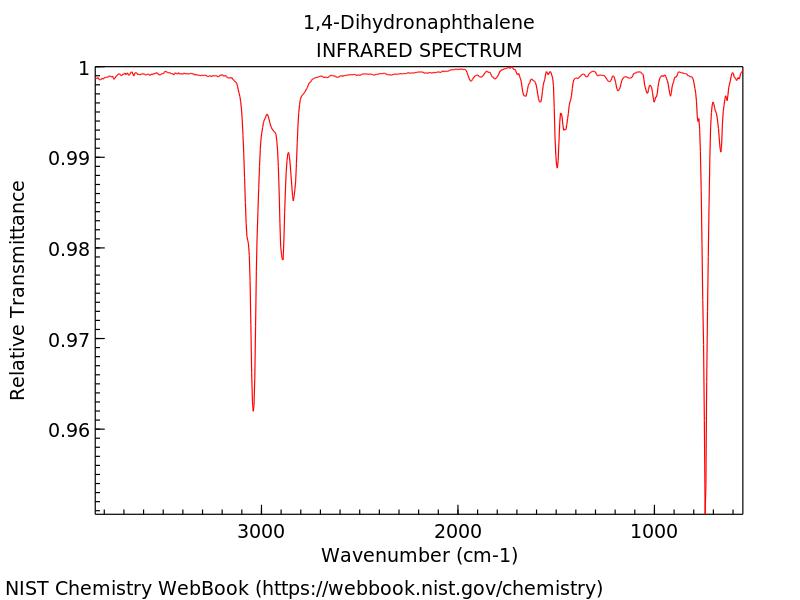 1,4-Dihydronaphthalene
INFRARED SPECTRUM
1
0.99
0.98
0.97
0.96
Relative Transmittance
3000 2000 1000
Wavenumber (cm-1)
NIST Chemistry WebBook (https://webbook.nist.gov/chemistry)